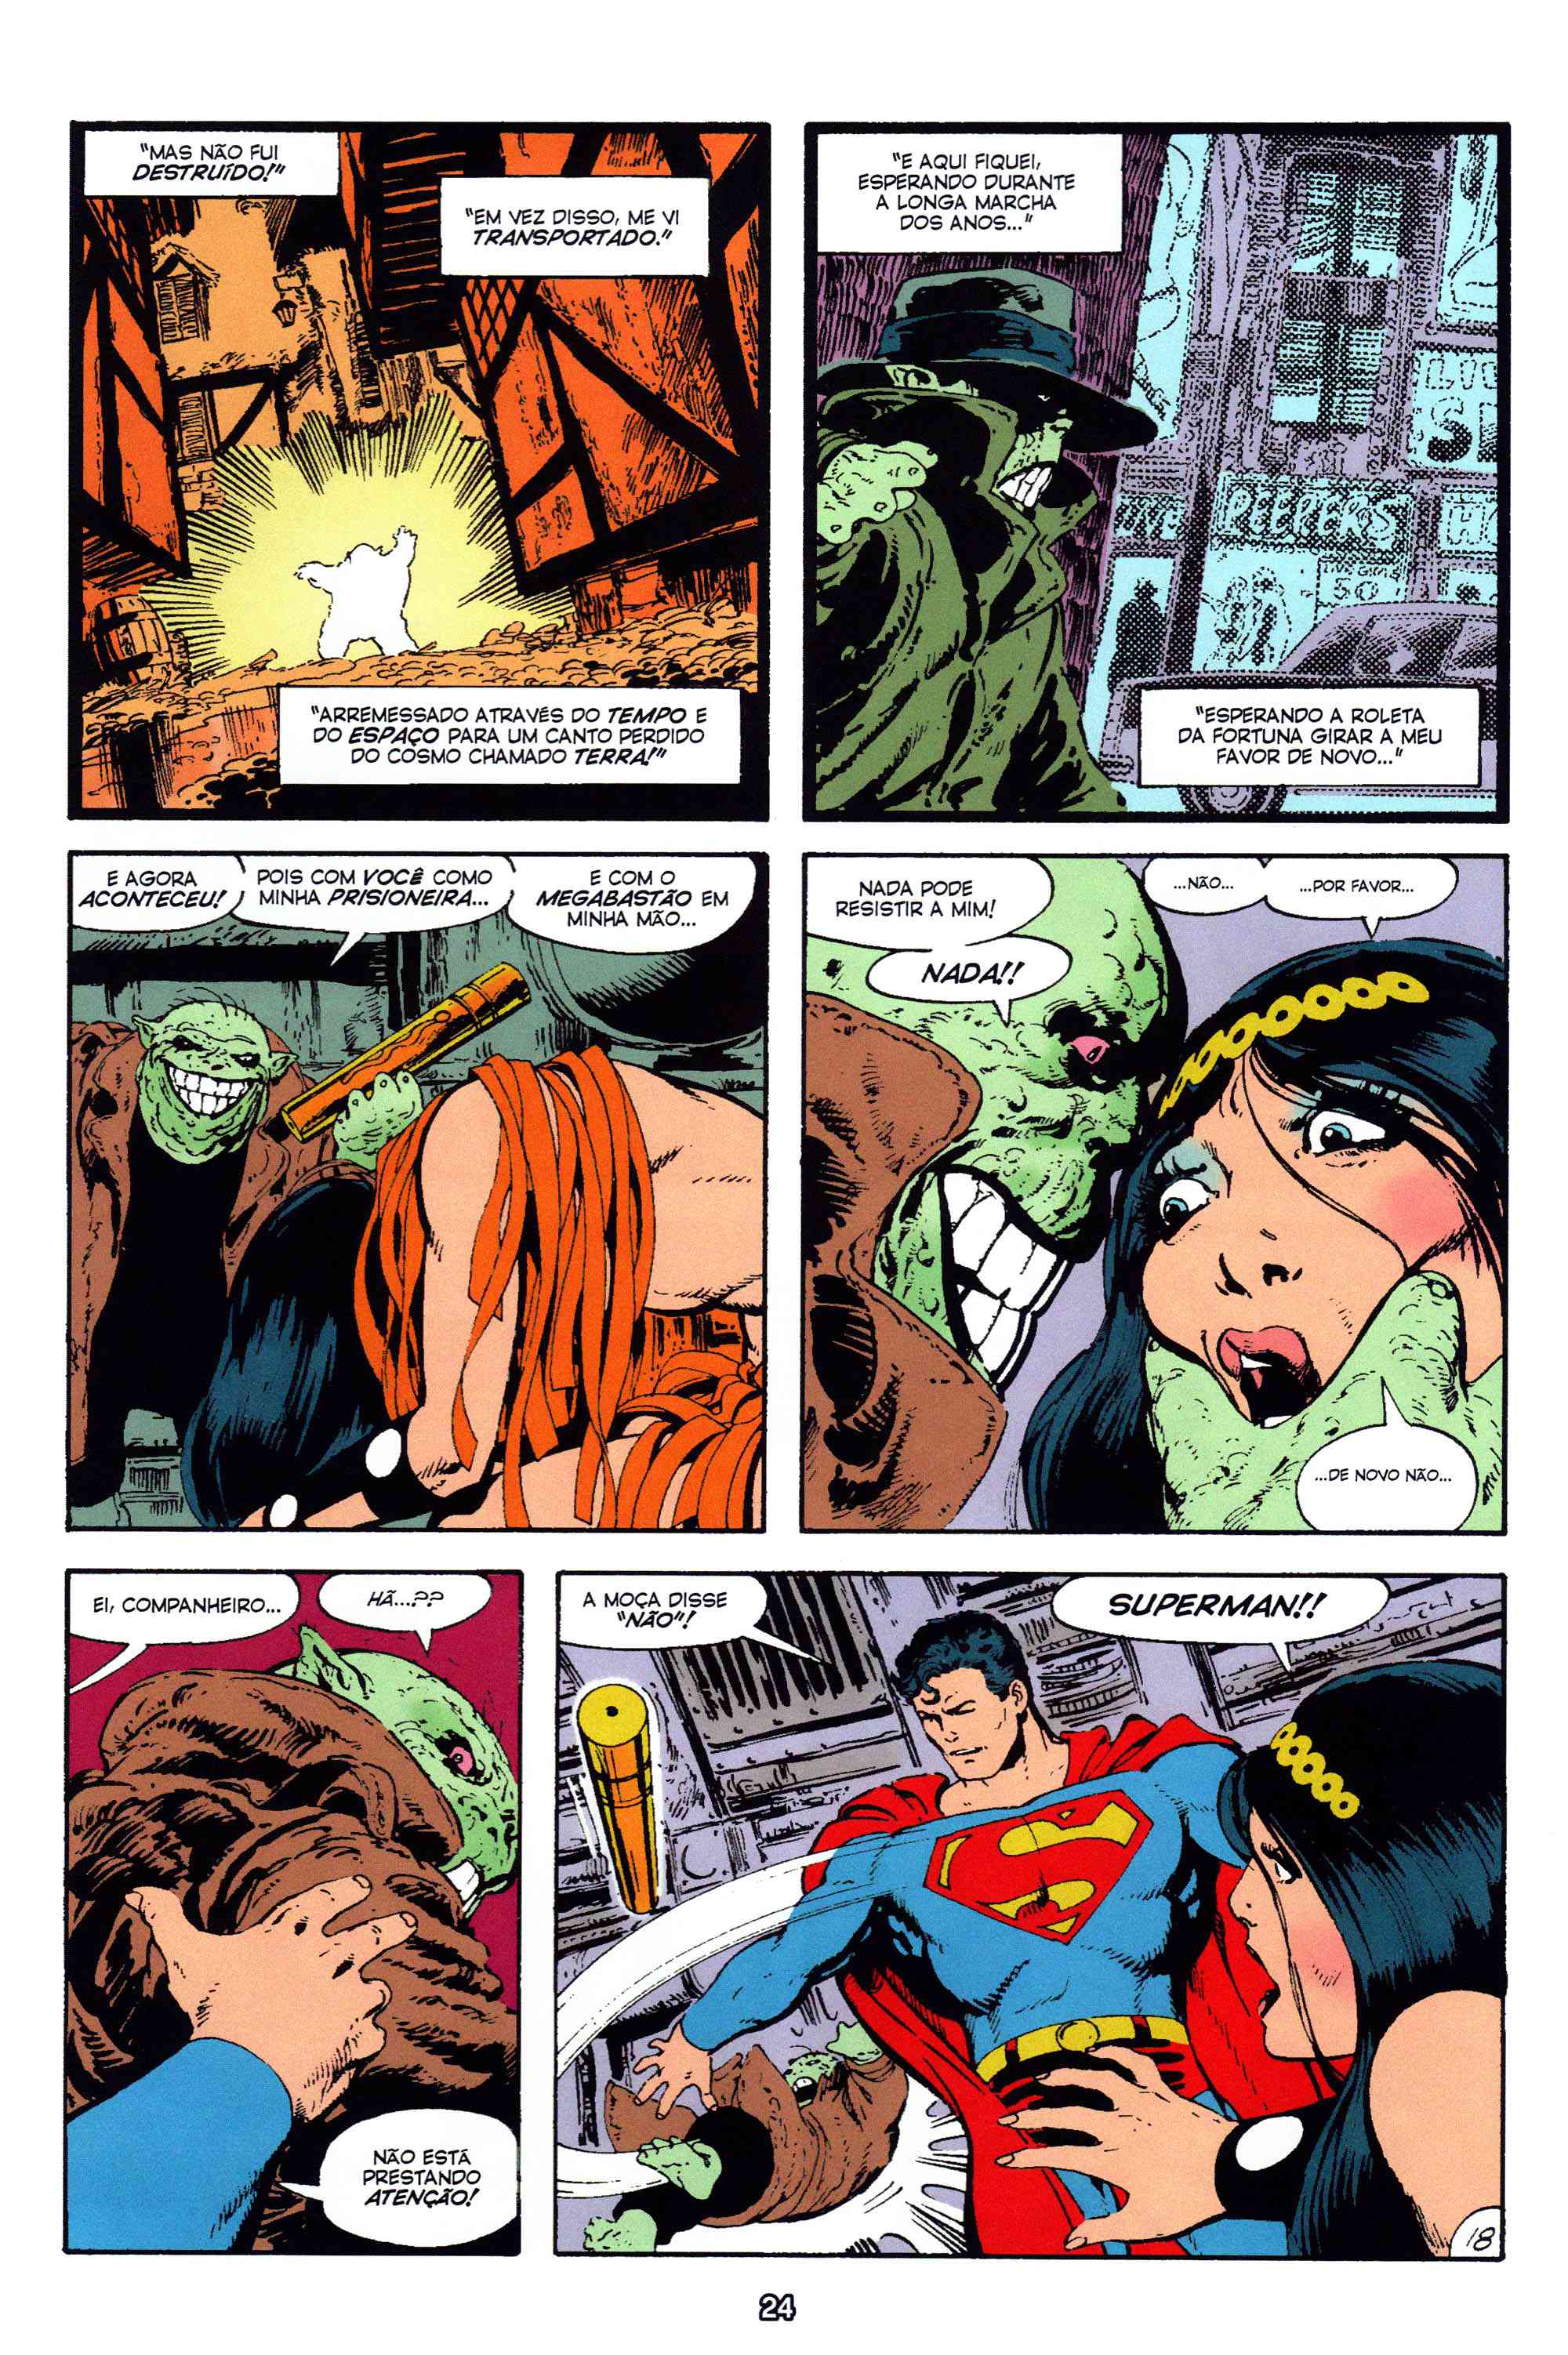 "MAS NÃO FUI
DESTRUÍDO!"
"EM VEZ DISSO, ME VI
TRANSPORTADO."
"ARREMESSADO ATRAVÉS DO TEMPO E
DO ESPAÇO PARA UM CANTO PERDIDO
DO COSMO CHAMADO TERRA!"
"E AQUI FIQUEI,
ESPERANDO DURANTE
A LONGA MARCHA
DOS ANOS..."
PEEPER'S
50
"ESPERANDO A ROLETA
DA FORTUNA GIRAR A MEU
FAVOR DE NOVO..."
E AGORA
ACONTECEU!
POIS COM VOCÊ COMO
MINHA PRISIONEIRA...
E COM O
MEGABASTÃO EM
MINHA MÃO...
NADA PODE
RESISTIR A MIM!
NADA!!
...NÃO...
...POR FAVOR...
...DE NOVO NÃO...
EI, COMPANHEIRO...
HÃ...??
NÃO ESTÁ
PRESTANDO
ATENÇÃO!
A MOÇA DISSE
"NÃO"!
SUPERMAN!!
18
24